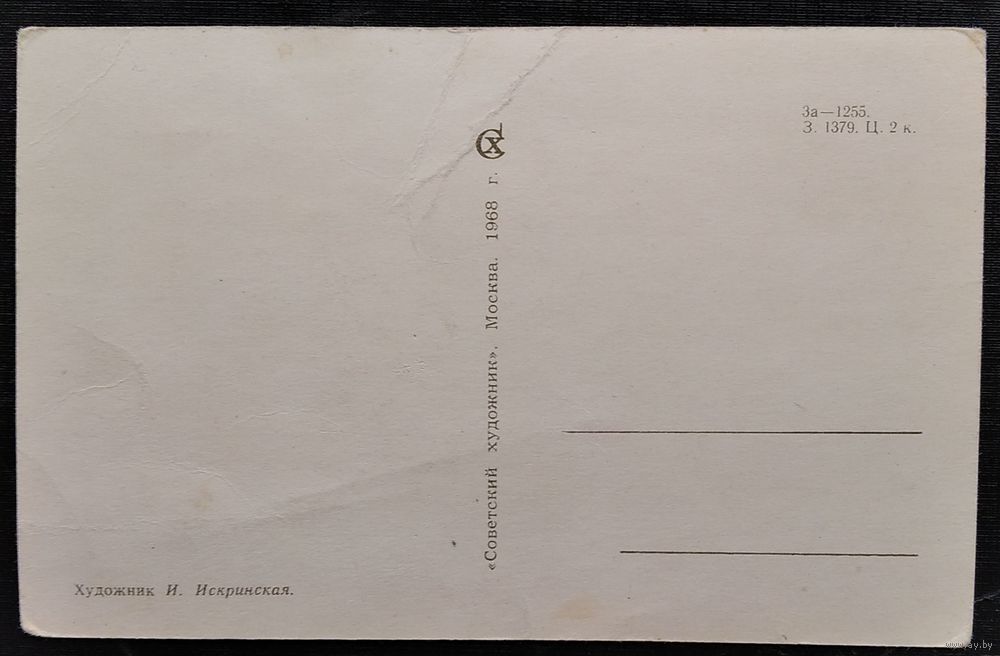 За—1255.
З. 1379. Ц. 2 к.
СХ
«Советский художник». Москва. 1968 г.
Художник И. Искринская.